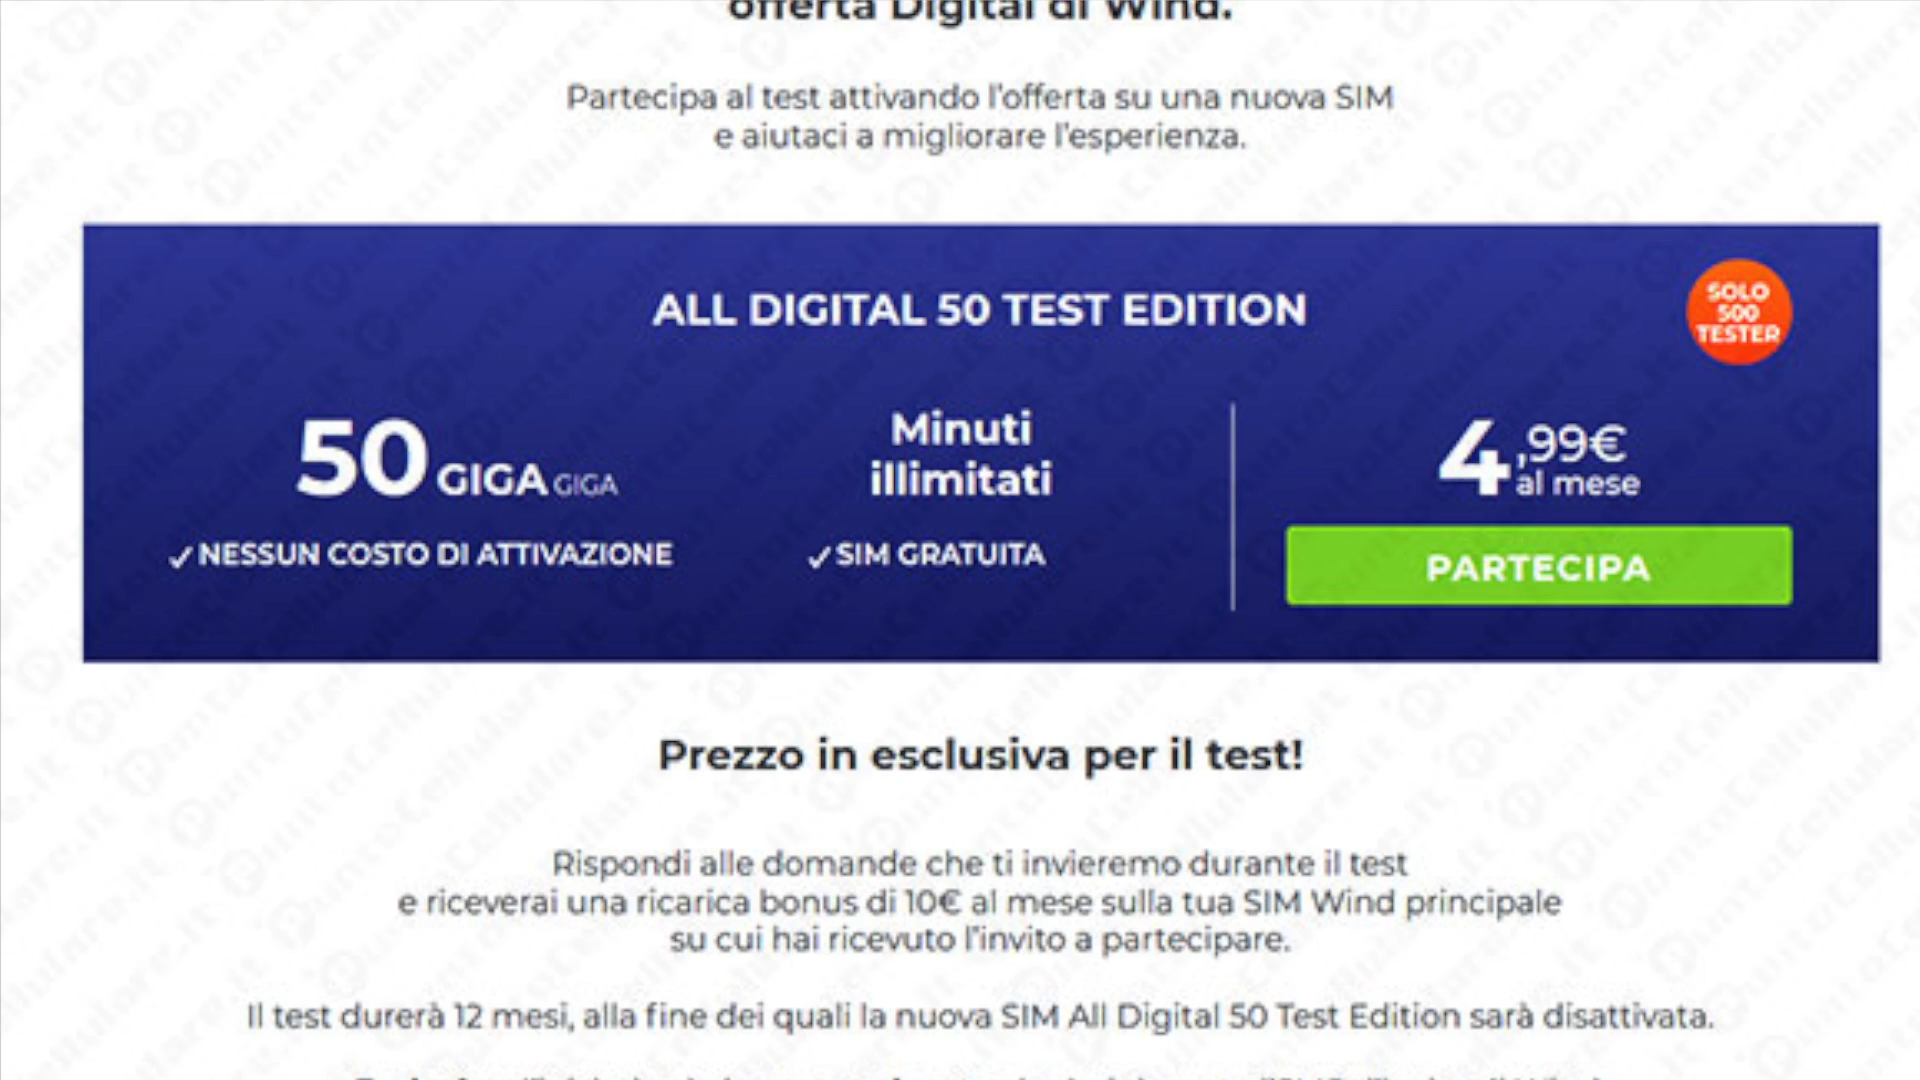 offerta Digital di Wind.
Partecipa al test attivando l'offerta su una nuova SIM
e aiutaci a migliorare l'esperienza.
ALL DIGITAL 50 TEST EDITION
SOLO
500
TESTER
50 GIGA GIGA
Minuti
illimitati
4,99€
al mese
✓ NESSUN COSTO DI ATTIVAZIONE
✓ SIM GRATUITA
PARTECIPA
Prezzo in esclusiva per il test!
Rispondi alle domande che ti invieremo durante il test
e riceverai una ricarica bonus di 10€ al mese sulla tua SIM Wind principale
su cui hai ricevuto l'invito a partecipare.
Il test durerà 12 mesi, alla fine dei quali la nuova SIM All Digital 50 Test Edition sarà disattivata.
PuntoCellulare.it